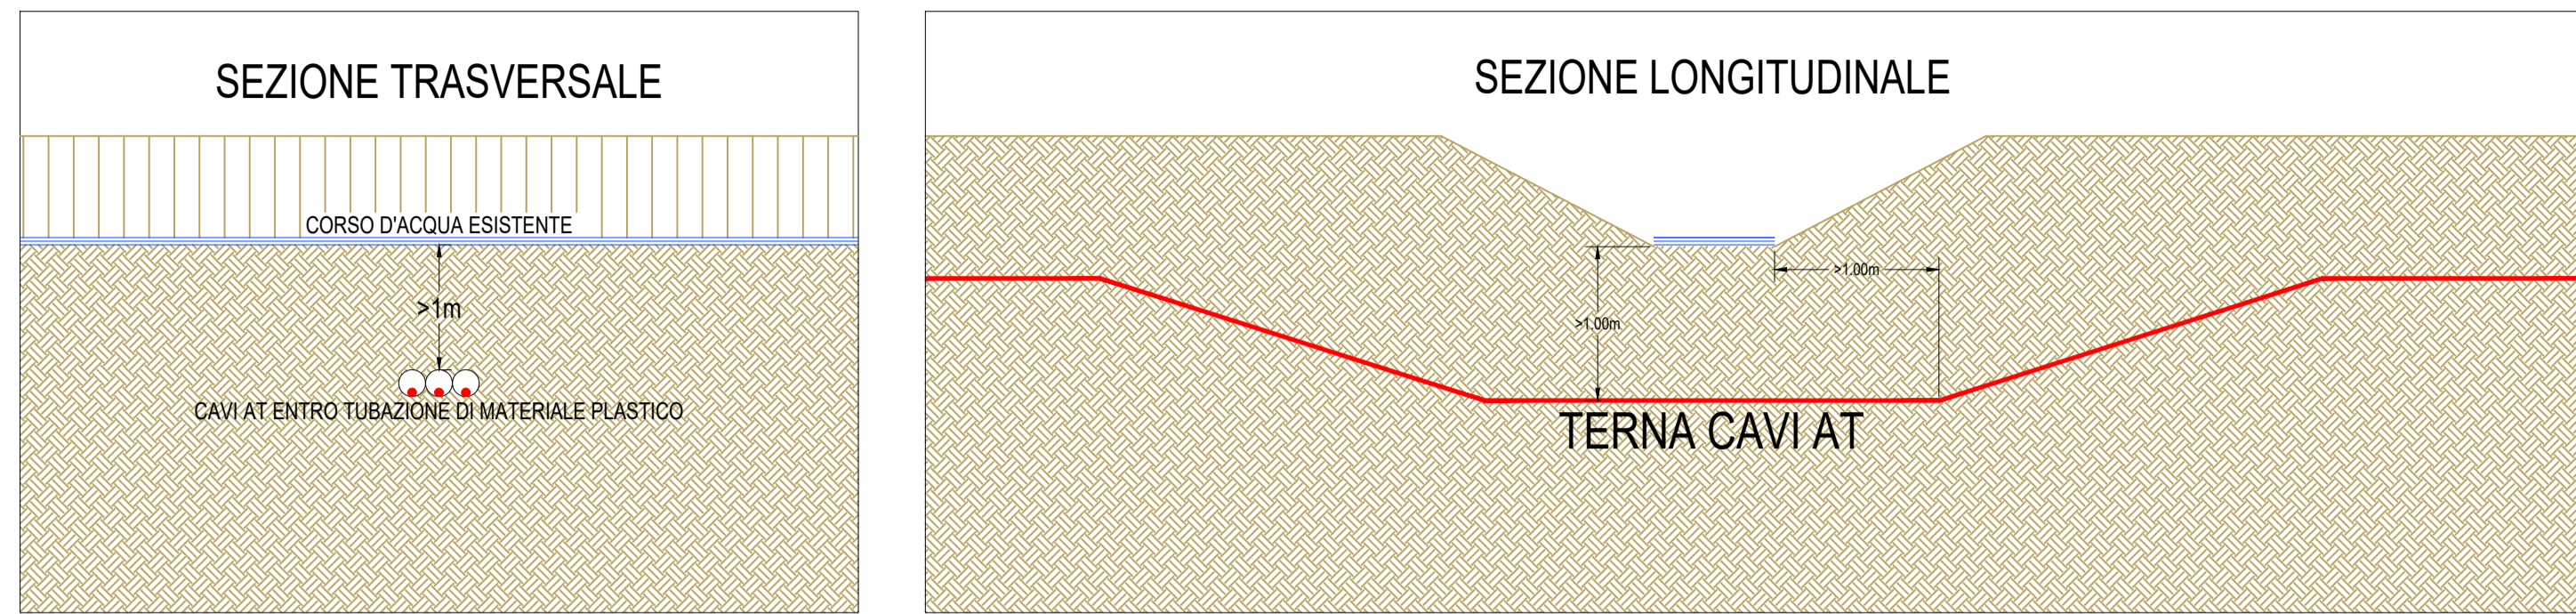 SEZIONE TRASVERSALE
CORSO D'ACQUA ESISTENTE
>1m
CAVI AT ENTRO TUBAZIONE DI MATERIALE PLASTICO
SEZIONE LONGITUDINALE
>1.00m
>1.00m
TERNA CAVI AT